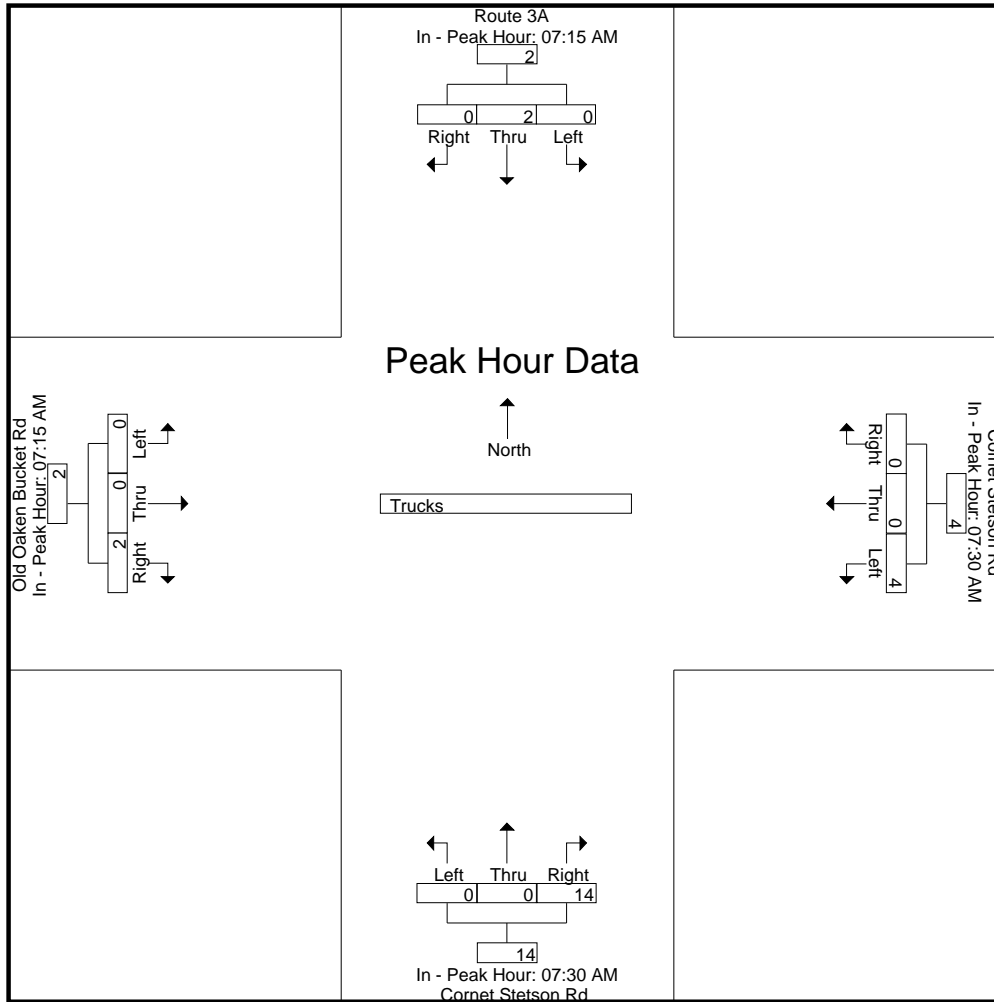 Route 3A
In - Peak Hour: 07:15 AM
2
0 2 0
Right Thru Left
Peak Hour Data
North
Trucks
Old Oaken Bucket Rd
In - Peak Hour: 07:15 AM
2
0 0 2
Left Thru Right
Cornet Stetson Rd
In - Peak Hour: 07:30 AM
4
0 0 4
Right Thru Left
Left Thru Right
0 0 14
14
In - Peak Hour: 07:30 AM
Cornet Stetson Rd